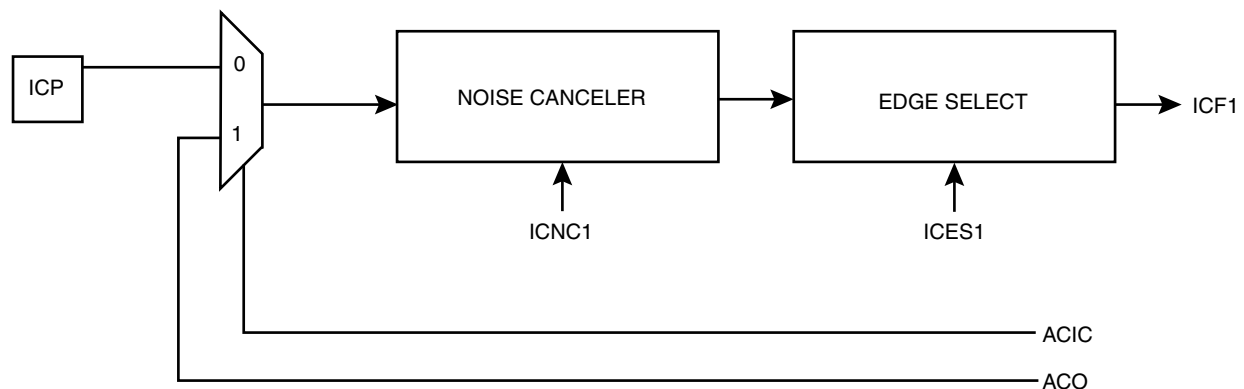 ICP
0
1
NOISE CANCELER
EDGE SELECT
ICF1
ICNC1
ICES1
ACIC
ACO